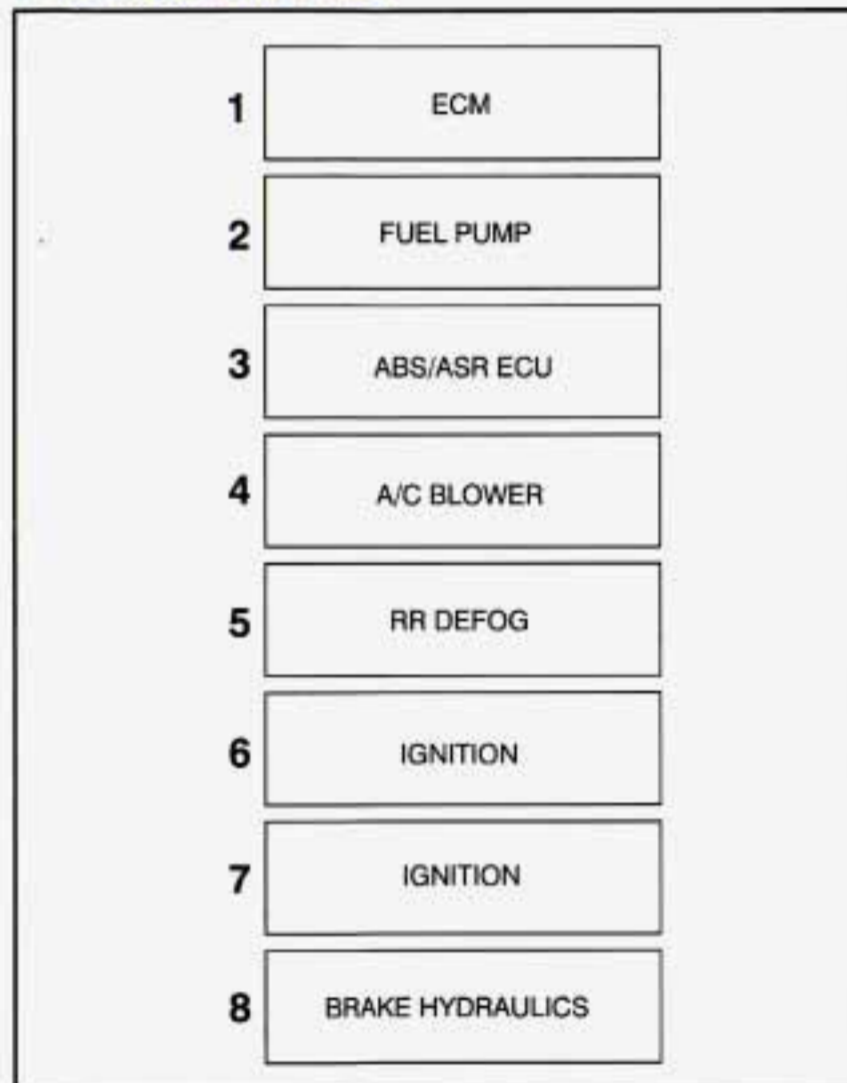 1 ECM
2 FUEL PUMP
3 ABS/ASR ECU
4 A/C BLOWER
5 RR DEFOG
6 IGNITION
7 IGNITION
8 BRAKE HYDRAULICS